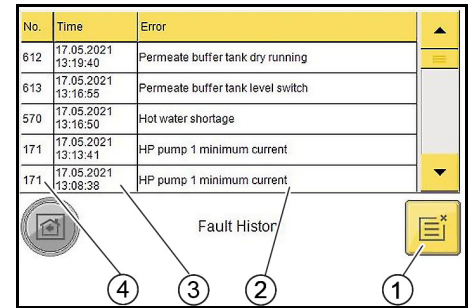 No. Time Error
612 17.05.2021 13:19:40 Permeate buffer tank dry running
613 17.05.2021 13:16:55 Permeate buffer tank level switch
570 17.05.2021 13:16:50 Hot water shortage
171 17.05.2021 13:13:41 HP pump 1 minimum current
171 17.05.2021 13:08:38 HP pump 1 minimum current
Fault Histor
4 3 2 1